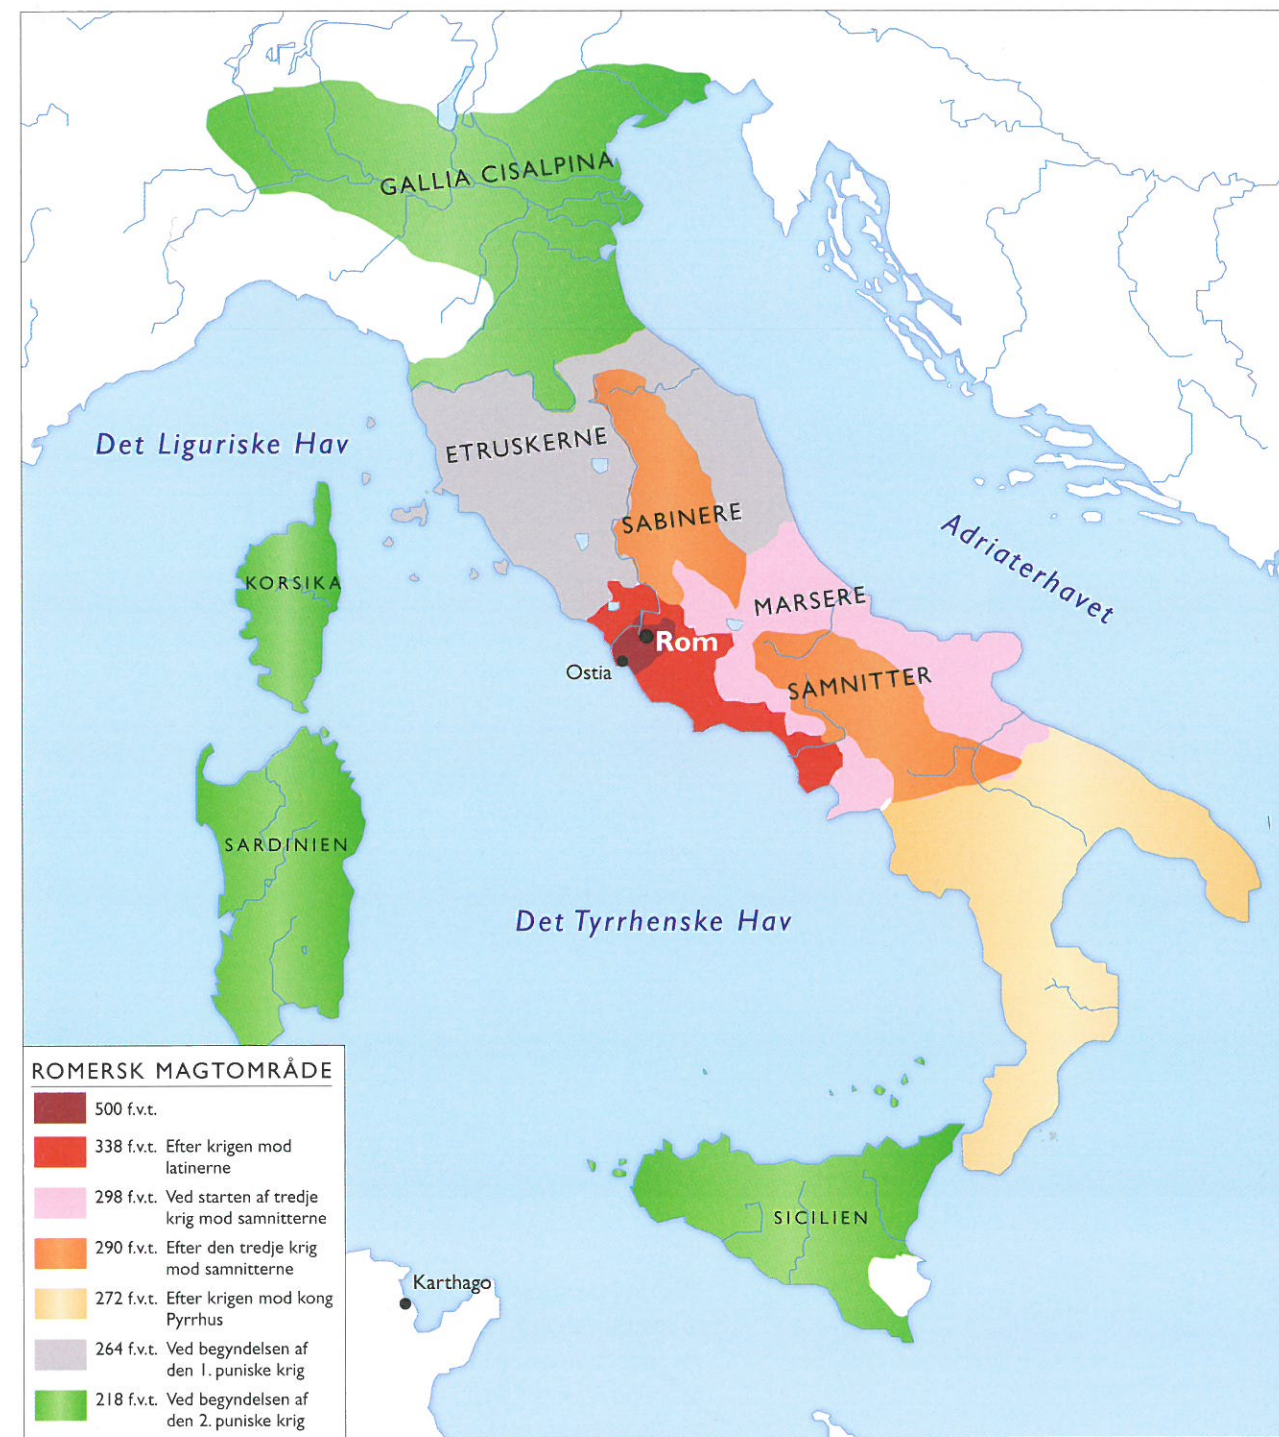 GALLIA CISALPINA
Det Liguriske Hav
ETRUSKERNE
SABINERE
Adriaterhavet
KORSIKA
MARSERE
Rom
Ostia
SAMNITTER
SARDINIEN
Det Tyrrhenske Hav
SICILIEN
Karthago
ROMERSK MAGTOMRÅDE
500 f.v.t.
338 f.v.t. Efter krigen mod
latinerne
298 f.v.t. Ved starten af tredje
krig mod samnitterne
290 f.v.t. Efter den tredje krig
mod samnitterne
272 f.v.t. Efter krigen mod kong
Pyrrhus
264 f.v.t. Ved begyndelsen af
den 1. puniske krig
218 f.v.t. Ved begyndelsen af
den 2. puniske krig